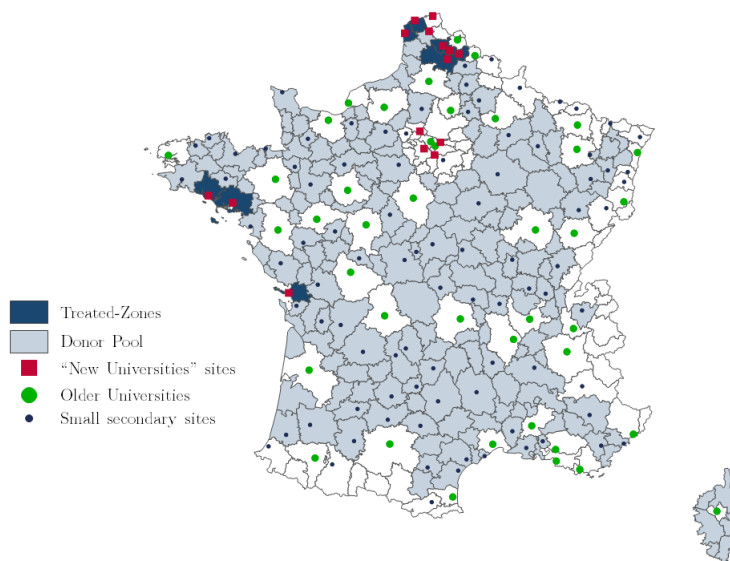 Treated-Zones
Donor Pool
“New Universities” sites
Older Universities
Small secondary sites